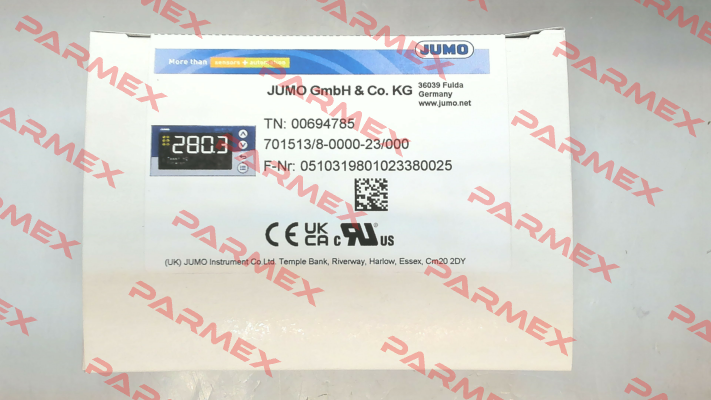 JUMO
More than sensors + automation
JUMO GmbH & Co. KG
36039 Fulda
Germany
www.jumo.net
TN: 00694785
701513/8-0000-23/000
F-Nr: 0510319801023380025
280.3
CE UK CA c US
(UK) JUMO Instrument Co Ltd. Temple Bank, Riverway, Harlow, Essex, Cm20 2DY
PARMEX
PARMEX
PARMEX
PARMEX
PARMEX
PARMEX
PARMEX
PARMEX
PARMEX
PARMEX
PARMEX
PARMEX